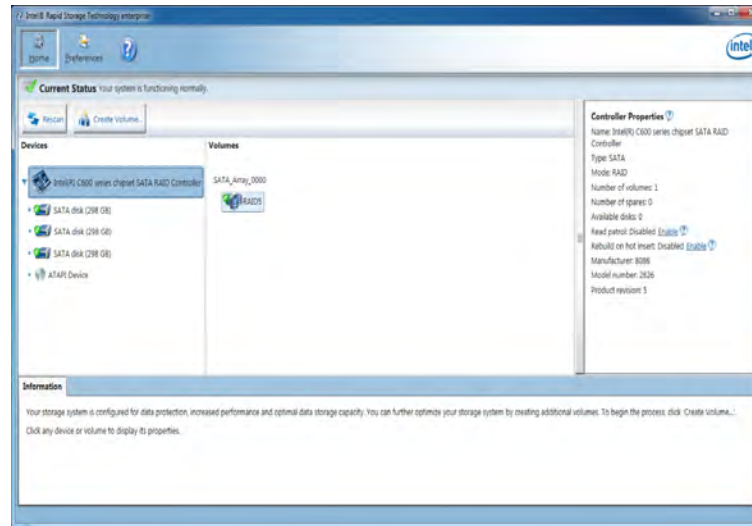 Intel® Rapid Storage Technology enterprise
Home
Preferences
?
(intel
Current Status Your system is functioning normally.
Rescan
Create Volume...
Devices
Volumes
Intel(R) C600 series chipset SATA RAID Controller
SATA disk (298 GB)
SATA disk (298 GB)
SATA disk (298 GB)
ATAPI Device
SATA_Array_0000
RAID5
Controller Properties ?
Name: Intel(R) C600 series chipset SATA RAID
Controller
Type: SATA
Mode: RAID
Number of volumes: 1
Number of spares: 0
Available disks: 0
Read patrol: Disabled Enable ?
Rebuild on hot insert: Disabled Enable ?
Manufacturer: 8086
Model number: 2826
Product revision: 5
Information
Your storage system is configured for data protection, increased performance and optimal data storage capacity. You can further optimize your storage system by creating additional volumes. To begin the process, click 'Create Volume...'.
Click any device or volume to display its properties.